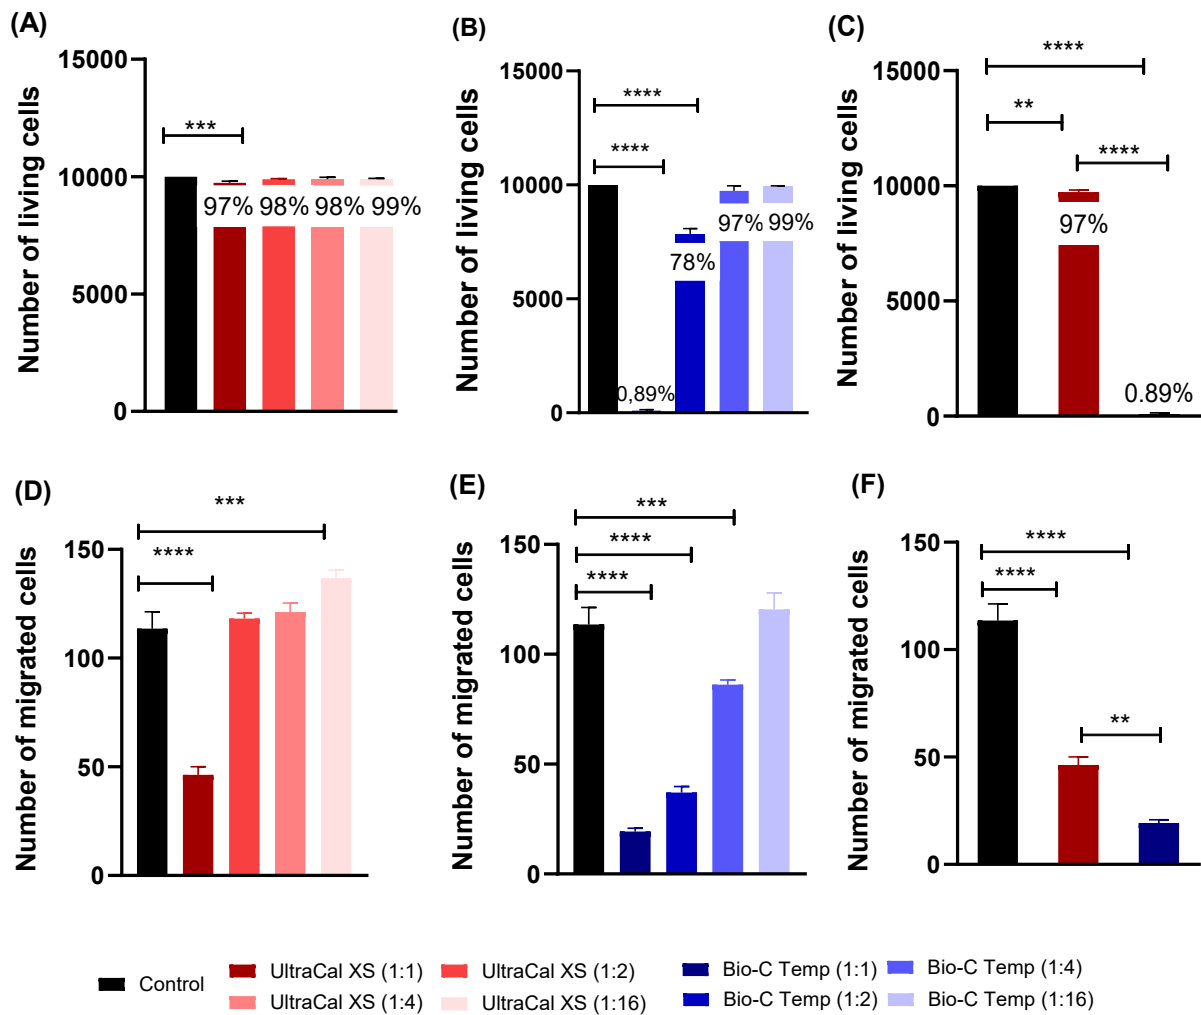 (A)
Number of living cells
15000
10000
5000
0
***
97% 98% 98% 99%
(B)
Number of living cells
15000
10000
5000
0
****
****
0,89%
78%
97% 99%
(C)
Number of living cells
15000
10000
5000
0
****
**
****
97%
0.89%
(D)
Number of migrated cells
150
100
50
0
***
****
(E)
Number of migrated cells
150
100
50
0
***
****
****
(F)
Number of migrated cells
150
100
50
0
****
****
**
Control
UltraCal XS (1:1)
UltraCal XS (1:2)
UltraCal XS (1:4)
UltraCal XS (1:16)
Bio-C Temp (1:1)
Bio-C Temp (1:4)
Bio-C Temp (1:2)
Bio-C Temp (1:16)